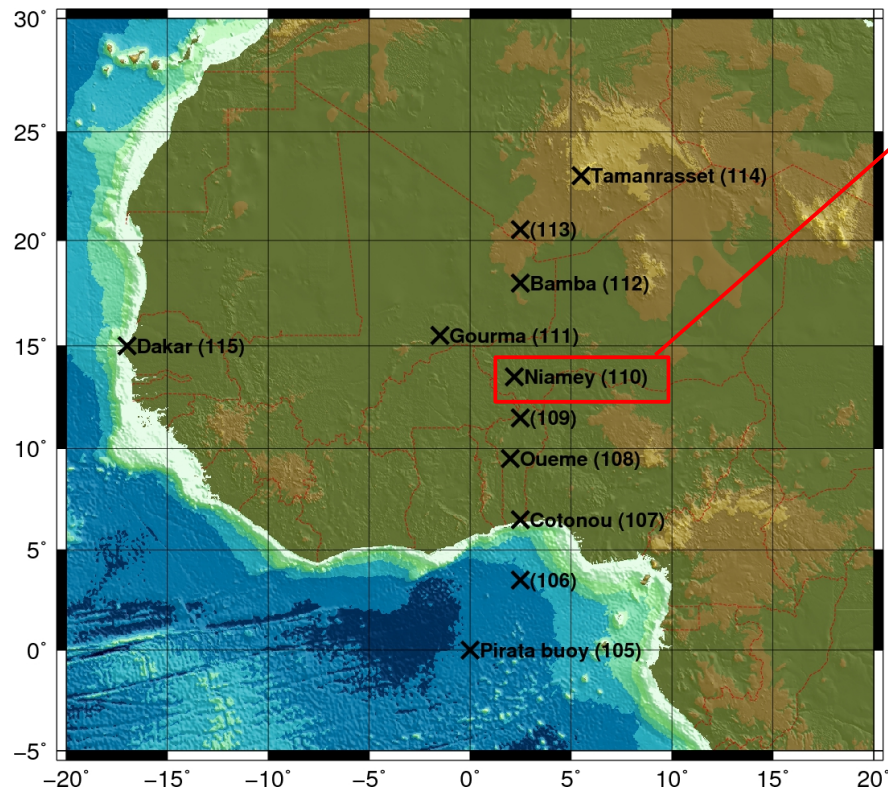 30˚
25˚
Tamanrasset (114)
(113)
20˚
Bamba (112)
Gourma (111)
15˚
Dakar (115)
Niamey (110)
(109)
10˚
Oueme (108)
Cotonou (107)
5˚
(106)
0˚
Pirata buoy (105)
−5˚
−20˚ −15˚ −10˚ −5˚ 0˚ 5˚ 10˚ 15˚ 20˚